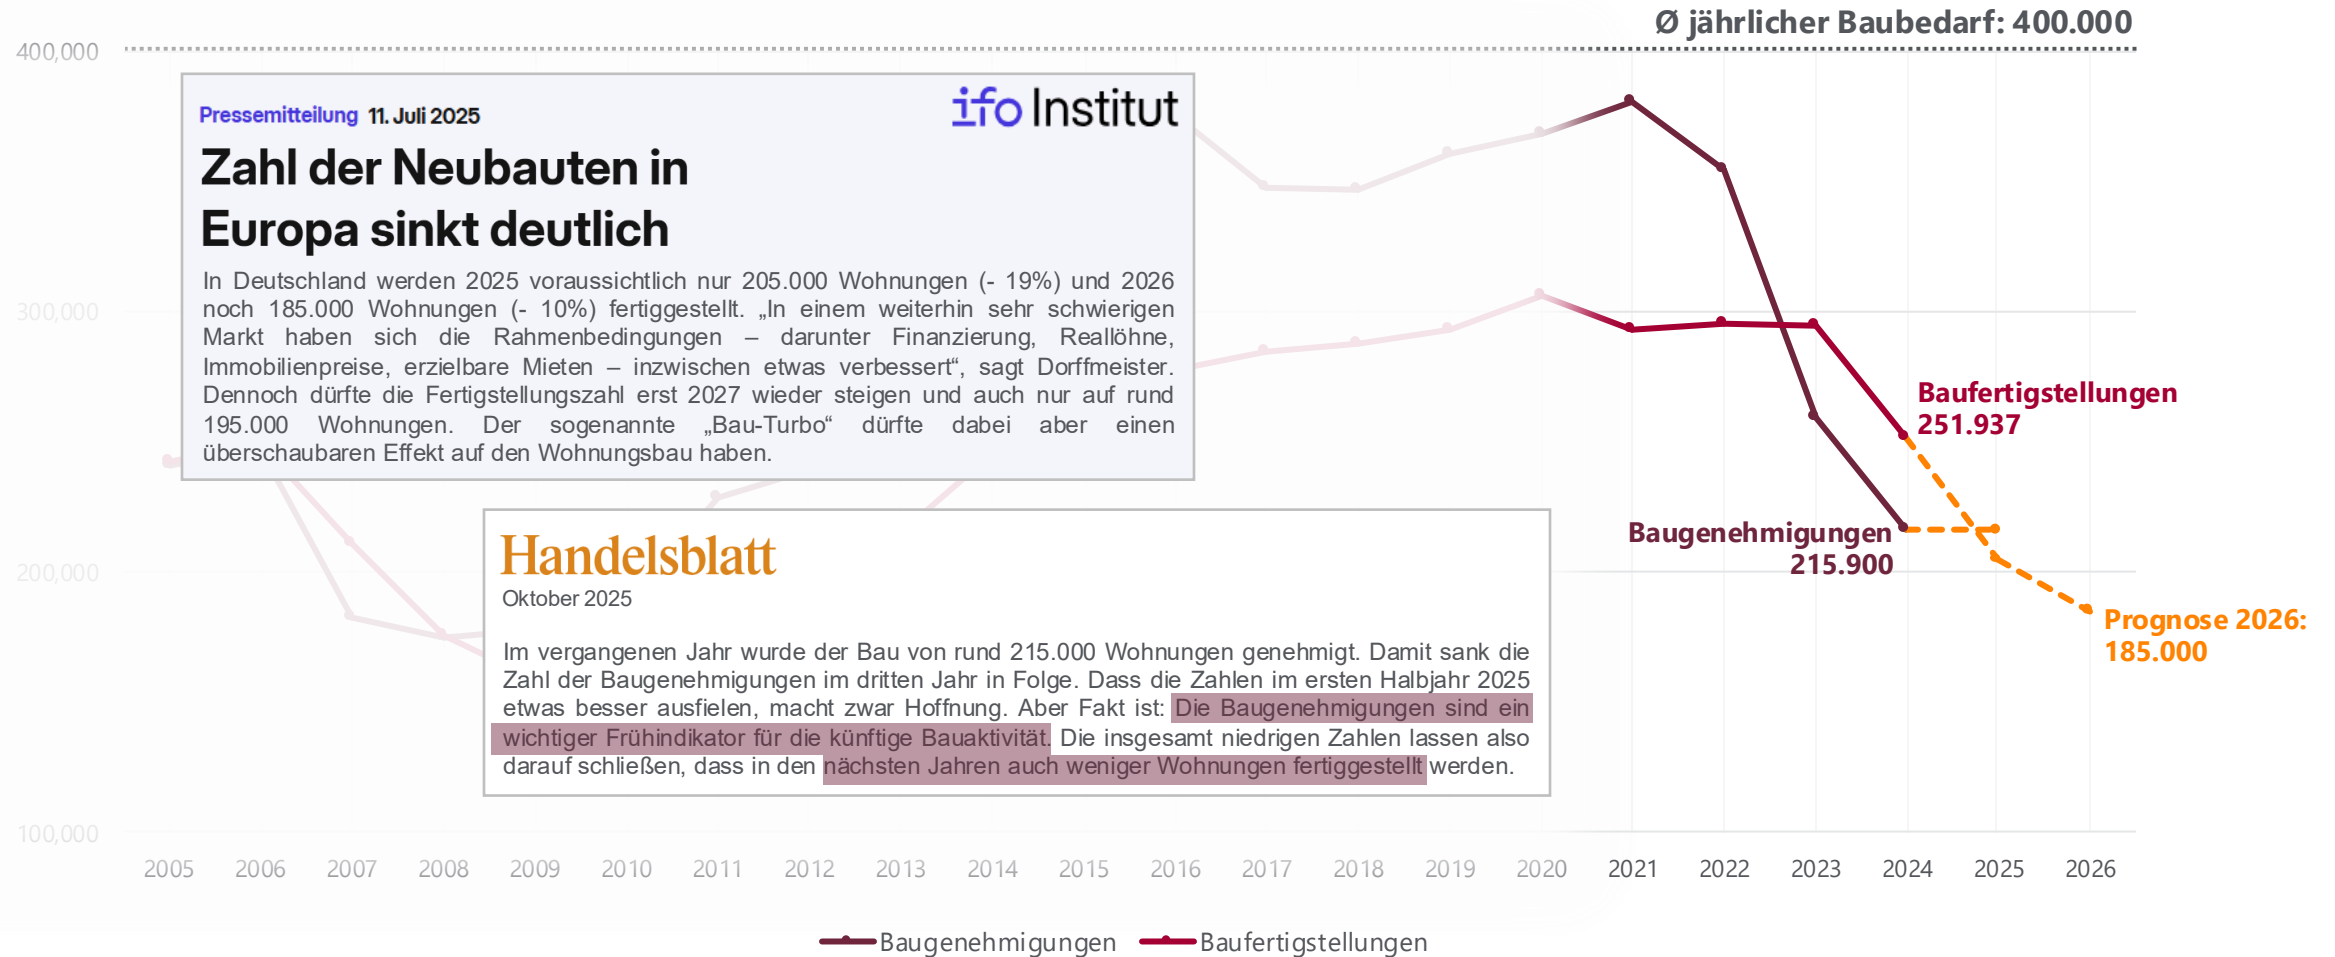 Ø jährlicher Baubedarf: 400.000
400,000
Pressemitteilung 11. Juli 2025
ifo Institut
Zahl der Neubauten in
Europa sinkt deutlich
In Deutschland werden 2025 voraussichtlich nur 205.000 Wohnungen (- 19%) und 2026
noch 185.000 Wohnungen (- 10%) fertiggestellt. „In einem weiterhin sehr schwierigen
Markt haben sich die Rahmenbedingungen – darunter Finanzierung, Reallöhne,
Immobilienpreise, erzielbare Mieten – inzwischen etwas verbessert“, sagt Dorffmeister.
Dennoch dürfte die Fertigstellungszahl erst 2027 wieder steigen und auch nur auf rund
195.000 Wohnungen. Der sogenannte „Bau-Turbo“ dürfte dabei aber einen
überschaubaren Effekt auf den Wohnungsbau haben.
300,000
Baufertigstellungen
251.937
Handelsblatt
Oktober 2025
Im vergangenen Jahr wurde der Bau von rund 215.000 Wohnungen genehmigt. Damit sank die
Zahl der Baugenehmigungen im dritten Jahr in Folge. Dass die Zahlen im ersten Halbjahr 2025
etwas besser ausfielen, macht zwar Hoffnung. Aber Fakt ist: Die Baugenehmigungen sind ein
wichtiger Frühindikator für die künftige Bauaktivität. Die insgesamt niedrigen Zahlen lassen also
darauf schließen, dass in den nächsten Jahren auch weniger Wohnungen fertiggestellt werden.
Baugenehmigungen
215.900
200,000
Prognose 2026:
185.000
100,000
2005 2006 2007 2008 2009 2010 2011 2012 2013 2014 2015 2016 2017 2018 2019 2020 2021 2022 2023 2024 2025 2026
Baugenehmigungen Baufertigstellungen